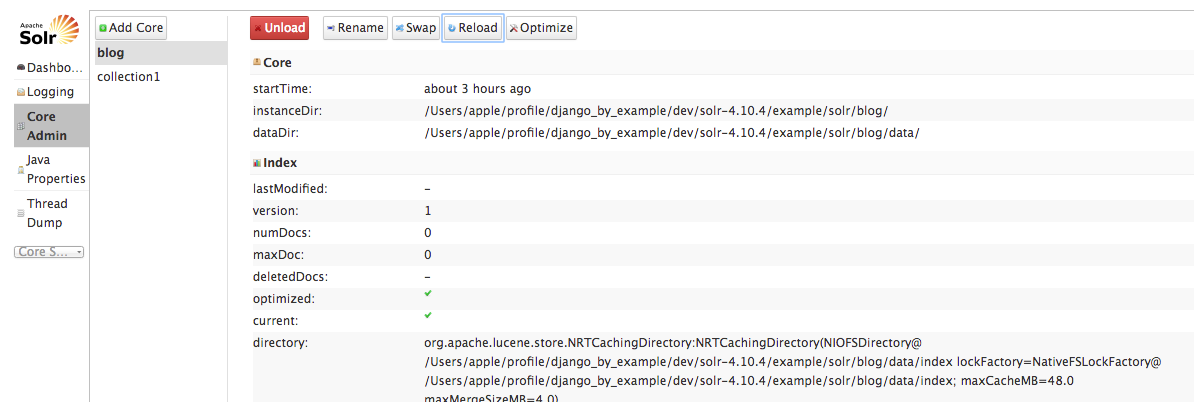 Apache
Solr
Dashbo...
Logging
Core
Admin
Java
Properties
Thread
Dump
Core S...
Add Core
blog
collection1
Unload Rename Swap Reload Optimize
Core
startTime: about 3 hours ago
instanceDir: /Users/apple/profile/django_by_example/dev/solr-4.10.4/example/solr/blog/
dataDir: /Users/apple/profile/django_by_example/dev/solr-4.10.4/example/solr/blog/data/
Index
lastModified: –
version: 1
numDocs: 0
maxDoc: 0
deletedDocs: –
optimized:
current:
directory: org.apache.lucene.store.NRTCachingDirectory:NRTCachingDirectory(NIOFSDirectory@
/Users/apple/profile/django_by_example/dev/solr-4.10.4/example/solr/blog/data/index lockFactory=NativeFSLockFactory@
/Users/apple/profile/django_by_example/dev/solr-4.10.4/example/solr/blog/data/index; maxCacheMB=48.0
maxMergeSizeMB=4.0)